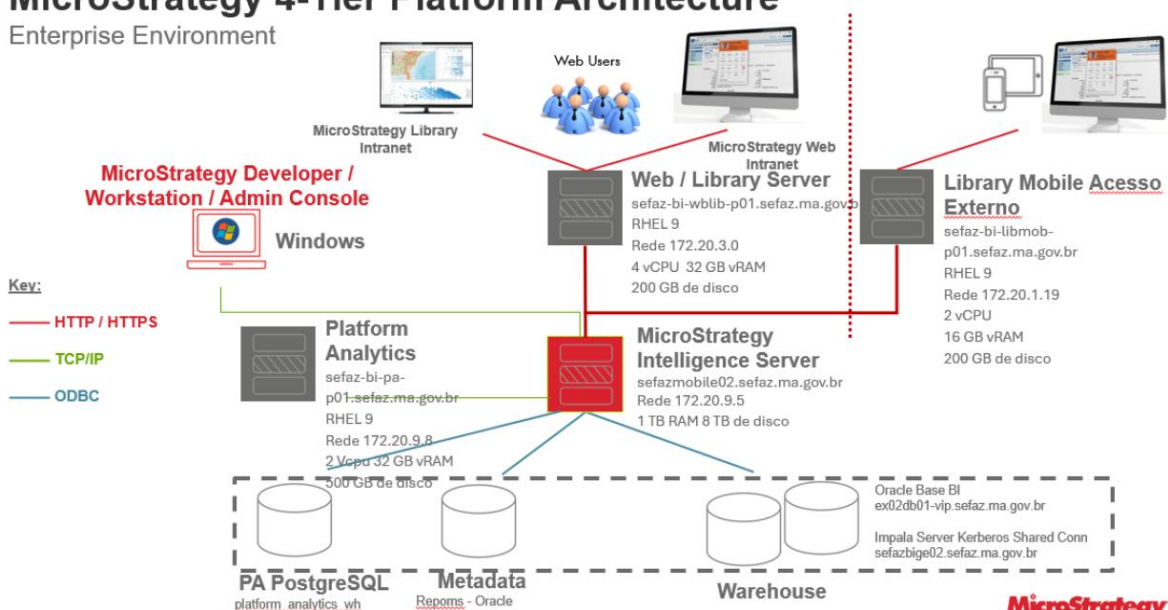 MicroStrategy 4-Tier Platform Architecture
Enterprise Environment
Web Users
MicroStrategy Library
Intranet
MicroStrategy Web
Intranet
MicroStrategy Developer /
Workstation / Admin Console
Windows
Web / Library Server
sefaz-bi-wblib-p01.sefaz.ma.gov.b
RHEL 9
Rede 172.20.3.0
4 vCPU 32 GB vRAM
200 GB de disco
Library Mobile Acesso
Externo
sefaz-bi-libmob-
p01.sefaz.ma.gov.br
RHEL 9
Rede 172.20.1.19
2 vCPU
16 GB vRAM
200 GB de disco
Key:
HTTP / HTTPS
TCP/IP
ODBC
Platform
Analytics
sefaz-bi-pa-
p01.sefaz.ma.gov.br
RHEL 9
Rede 172.20.9.8
2 Vcpu 32 GB vRAM
500 GB de disco
MicroStrategy
Intelligence Server
sefazmobile02.sefaz.ma.gov.br
Rede 172.20.9.5
1 TB RAM 8 TB de disco
Oracle Base BI
ex02db01-vip.sefaz.ma.gov.br
Impala Server Kerberos Shared Conn
sefazbige02.sefaz.ma.gov.br
PA PostgreSQL
platform_analytics_wh
Metadata
Repoms - Oracle
Warehouse
MicroStrategy